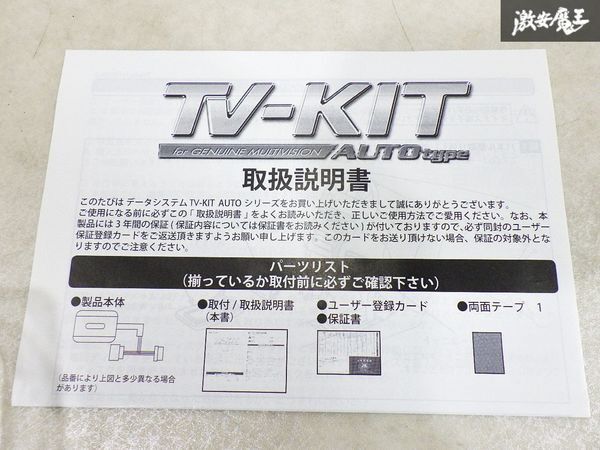 激安魔王
TV-KIT
for GENUINE MULTIVISION AUTO type
取扱説明書
このたびは データシステム TV-KIT AUTO シリーズをお買い上げいただきまして誠にありがとうございます。
ご使用になる前に必ずこの「取扱説明書」をよくお読みいただき、正しいご使用方法でご愛用ください。なお、本
製品には 3 年間の保証 (保証内容については保証書をお読みください) が付いておりますので、必ず同封のユーザー
保証登録カードをご返送頂きますようお願い申し上げます。このカードをお送り頂けない場合、保証の対象外とな
りますのでご注意ください。
パーツリスト
(揃っているか取付前に必ずご確認下さい)
●製品本体
●取付 / 取扱説明書
(本書)
●ユーザー登録カード
●保証書
●両面テープ 1
(品番により上図と多少異なる場合
があります)